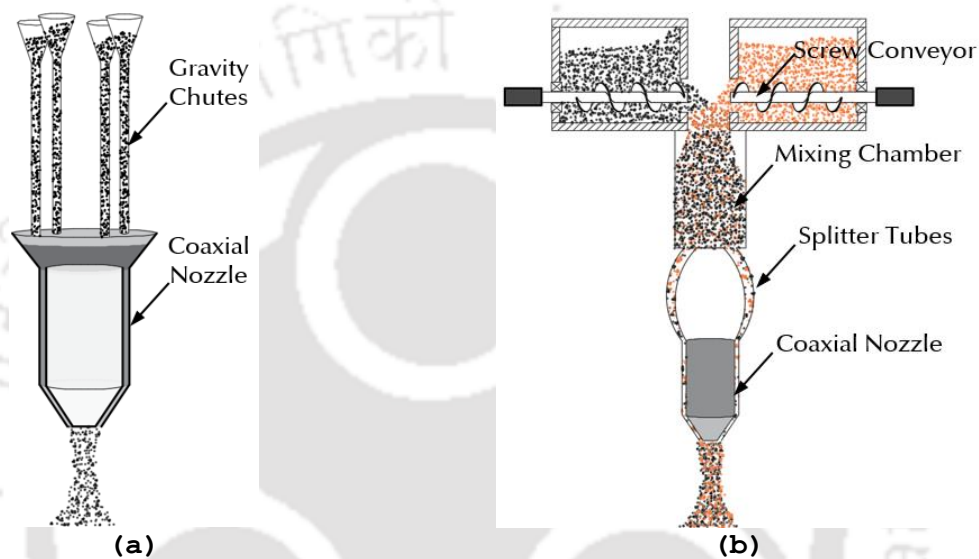 Gravity
Chutes
Coaxial
Nozzle
(a)
Screw Conveyor
Mixing Chamber
Splitter Tubes
Coaxial Nozzle
(b)